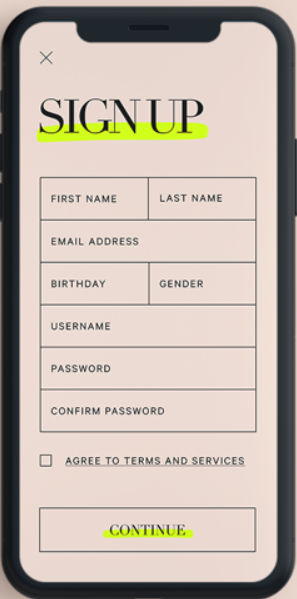 SIGN UP
FIRST NAME LAST NAME
EMAIL ADDRESS
BIRTHDAY GENDER
USERNAME
PASSWORD
CONFIRM PASSWORD
AGREE TO TERMS AND SERVICES
CONTINUE